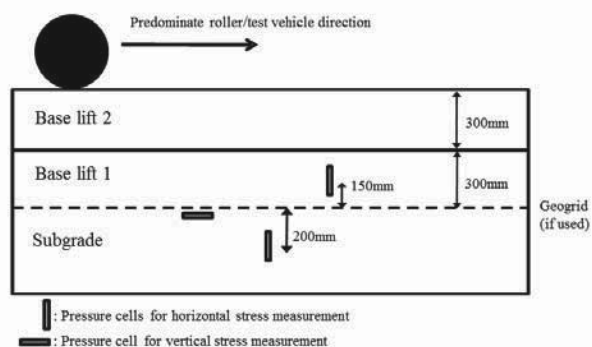 Predominate roller/test vehicle direction
Base lift 2
300mm
Base lift 1
150mm
300mm
Geogrid
(if used)
Subgrade
200mm
: Pressure cells for horizontal stress measurement
: Pressure cell for vertical stress measurement